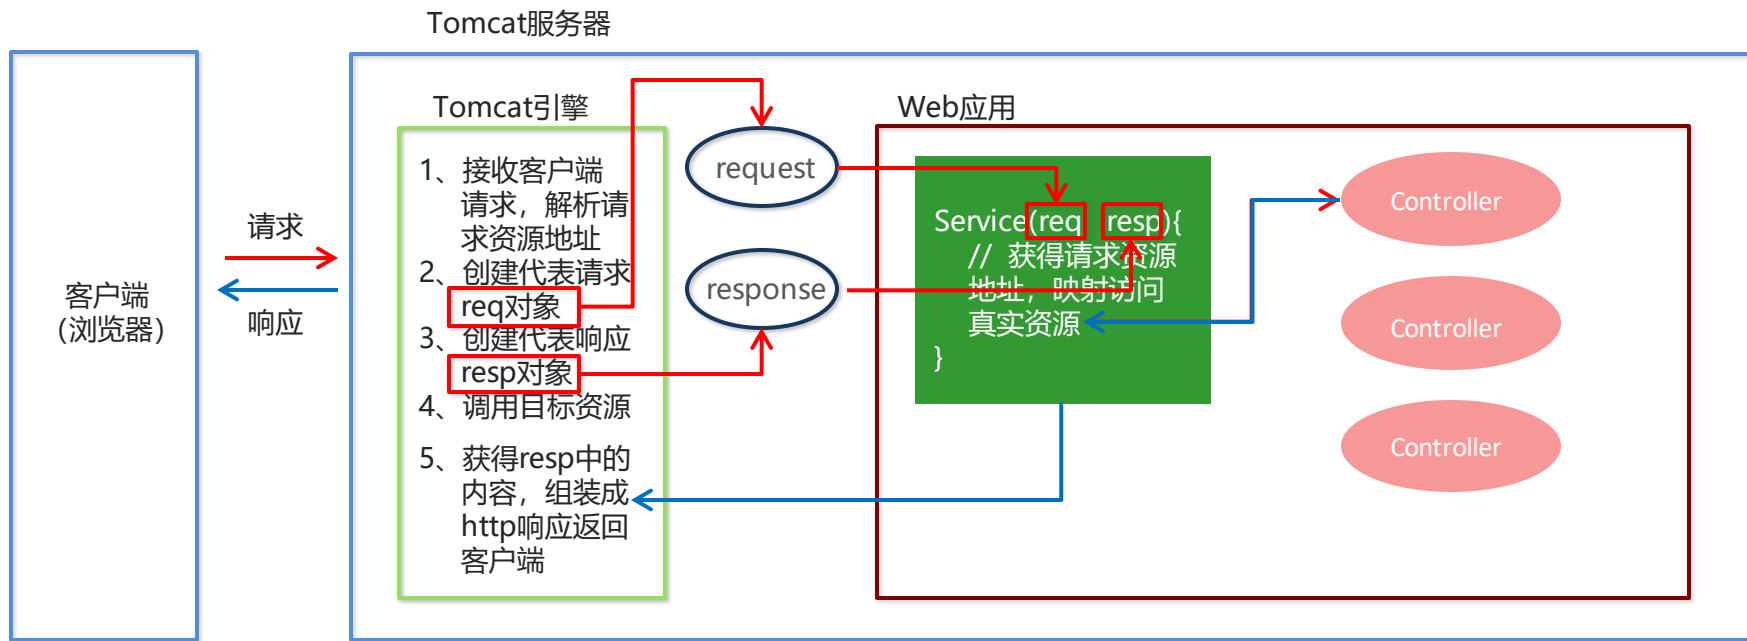 Tomcat服务器
客户端
（浏览器）
请求
响应
Tomcat引擎
1、接收客户端
请求，解析请
求资源地址
2、创建代表请求
req对象
3、创建代表响应
resp对象
4、调用目标资源
5、获得resp中的
内容，组装成
http响应返回
客户端
request
response
Web应用
Service(req resp){
// 获得请求资源
地址，映射访问
真实资源
}
Controller
Controller
Controller